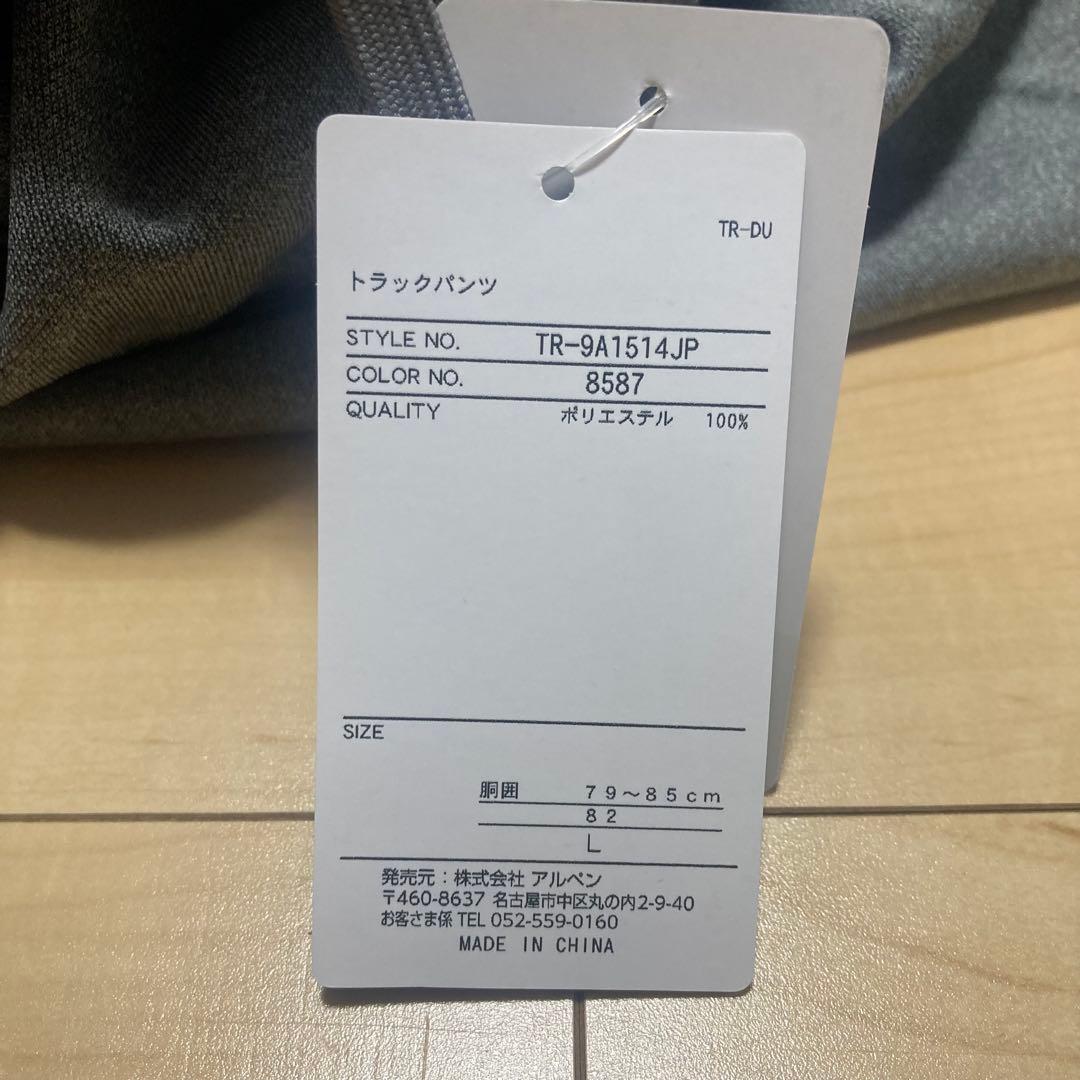 TR-DU
トラックパンツ
STYLE NO. TR-9A1514JP
COLOR NO. 8587
QUALITY ポリエステル 100%
SIZE
胴囲 79～85cm
82
L
発売元：株式会社 アルペン
〒460-8637 名古屋市中区丸の内2-9-40
お客さま係 TEL 052-559-0160
MADE IN CHINA